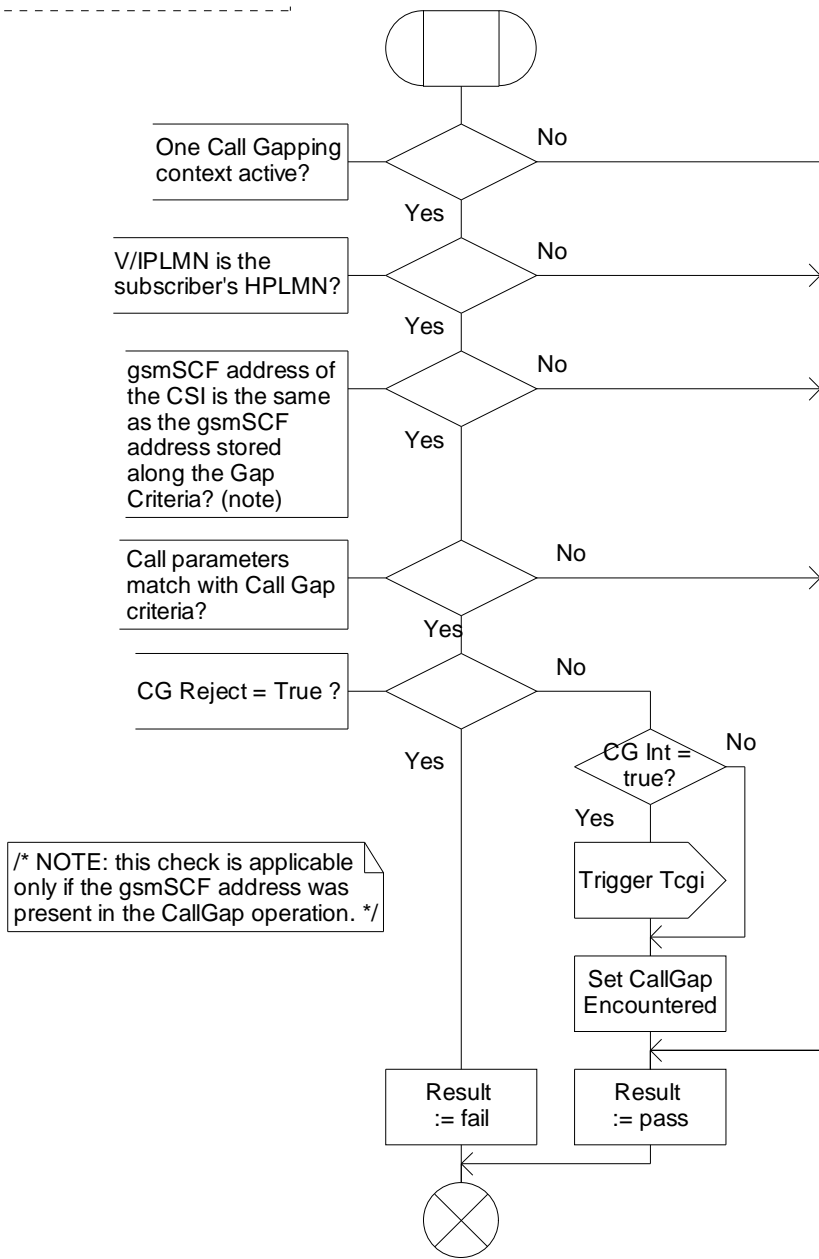 No
One Call Gapping
context active?
Yes
No
V/IPLMN is the
subscriber's HPLMN?
Yes
No
gsmSCF address of
the CSI is the same
as the gsmSCF
address stored
along the Gap
Criteria? (note)
Yes
No
Call parameters
match with Call Gap
criteria?
Yes
No
CG Reject = True ?
Yes
CG Int =
true?
No
Yes
/* NOTE: this check is applicable
only if the gsmSCF address was
present in the CallGap operation. */
Trigger Tcgi
Set CallGap
Encountered
Result
:= fail
Result
:= pass